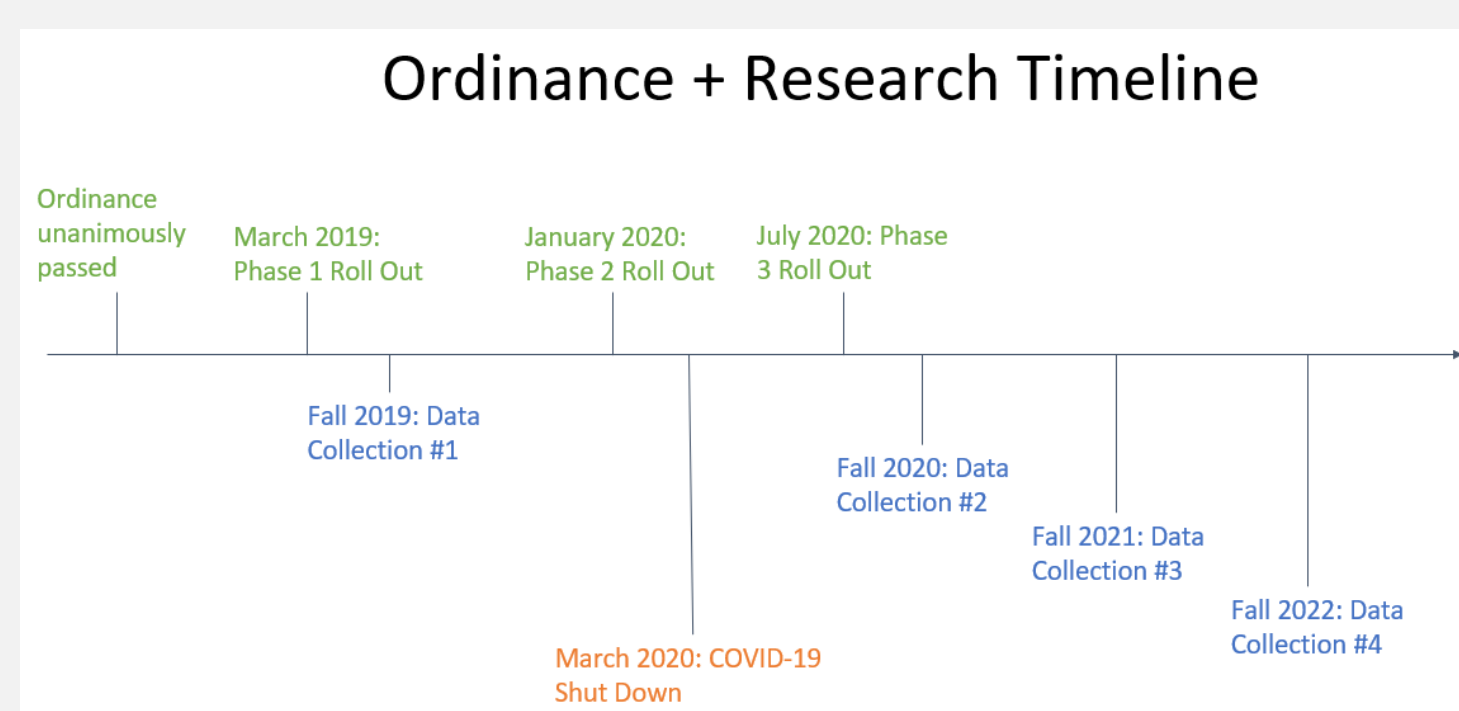 Ordinance + Research Timeline
Ordinance
unanimously
passed
March 2019:
Phase 1 Roll Out
January 2020:
Phase 2 Roll Out
July 2020: Phase
3 Roll Out
Fall 2019: Data
Collection #1
Fall 2020: Data
Collection #2
Fall 2021: Data
Collection #3
Fall 2022: Data
Collection #4
March 2020: COVID-19
Shut Down